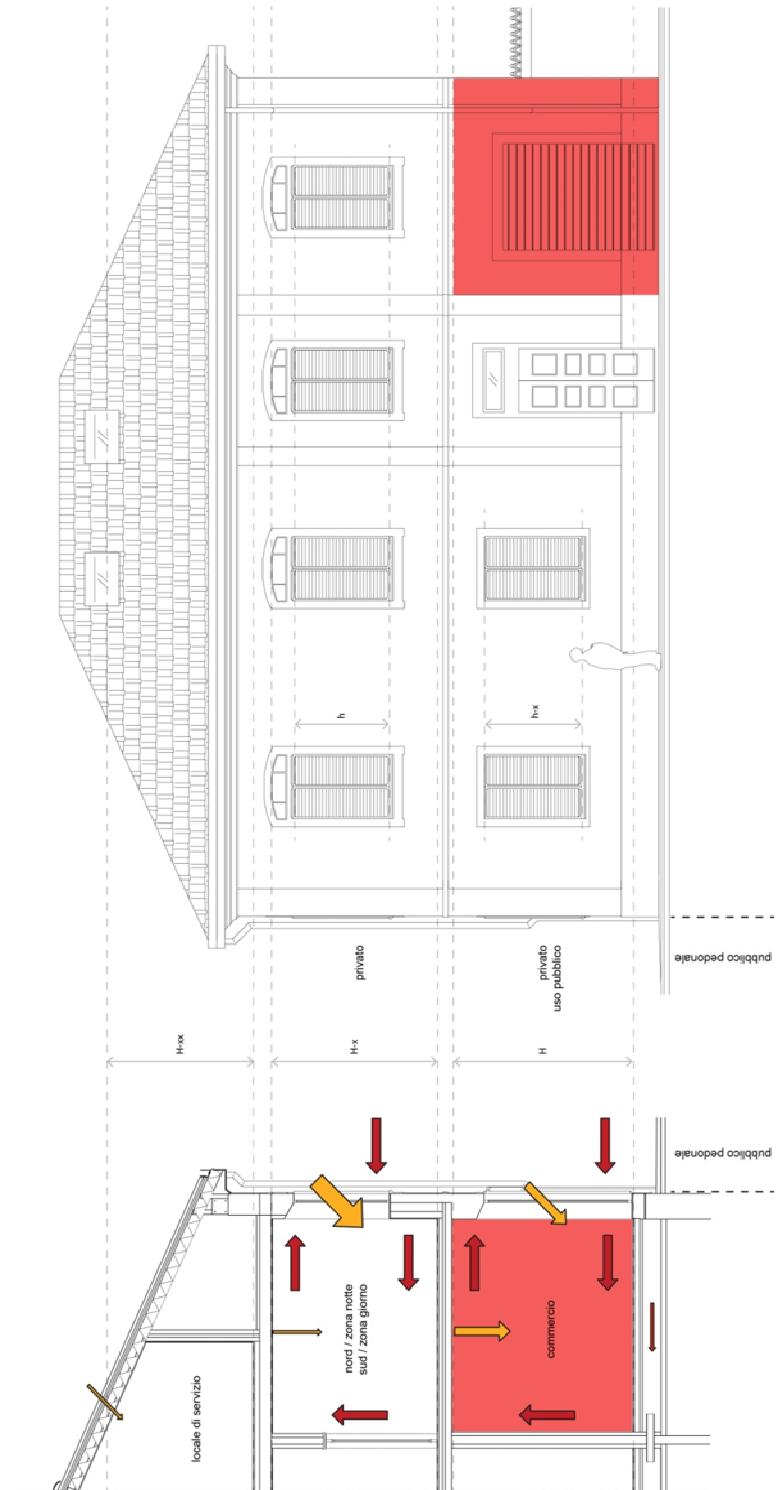 H-xx
H-x
H
h
h-x
privato
privato
uso pubblico
pubblico pedonale
pubblico pedonale
locale di servizio
nord / zona notte
sud / zona giorno
commercio